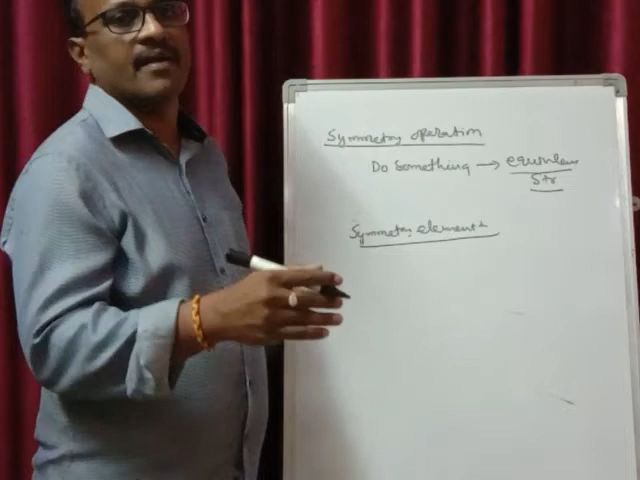 Symmetry operation
Do Something → equivalent
Str
Symmetry element